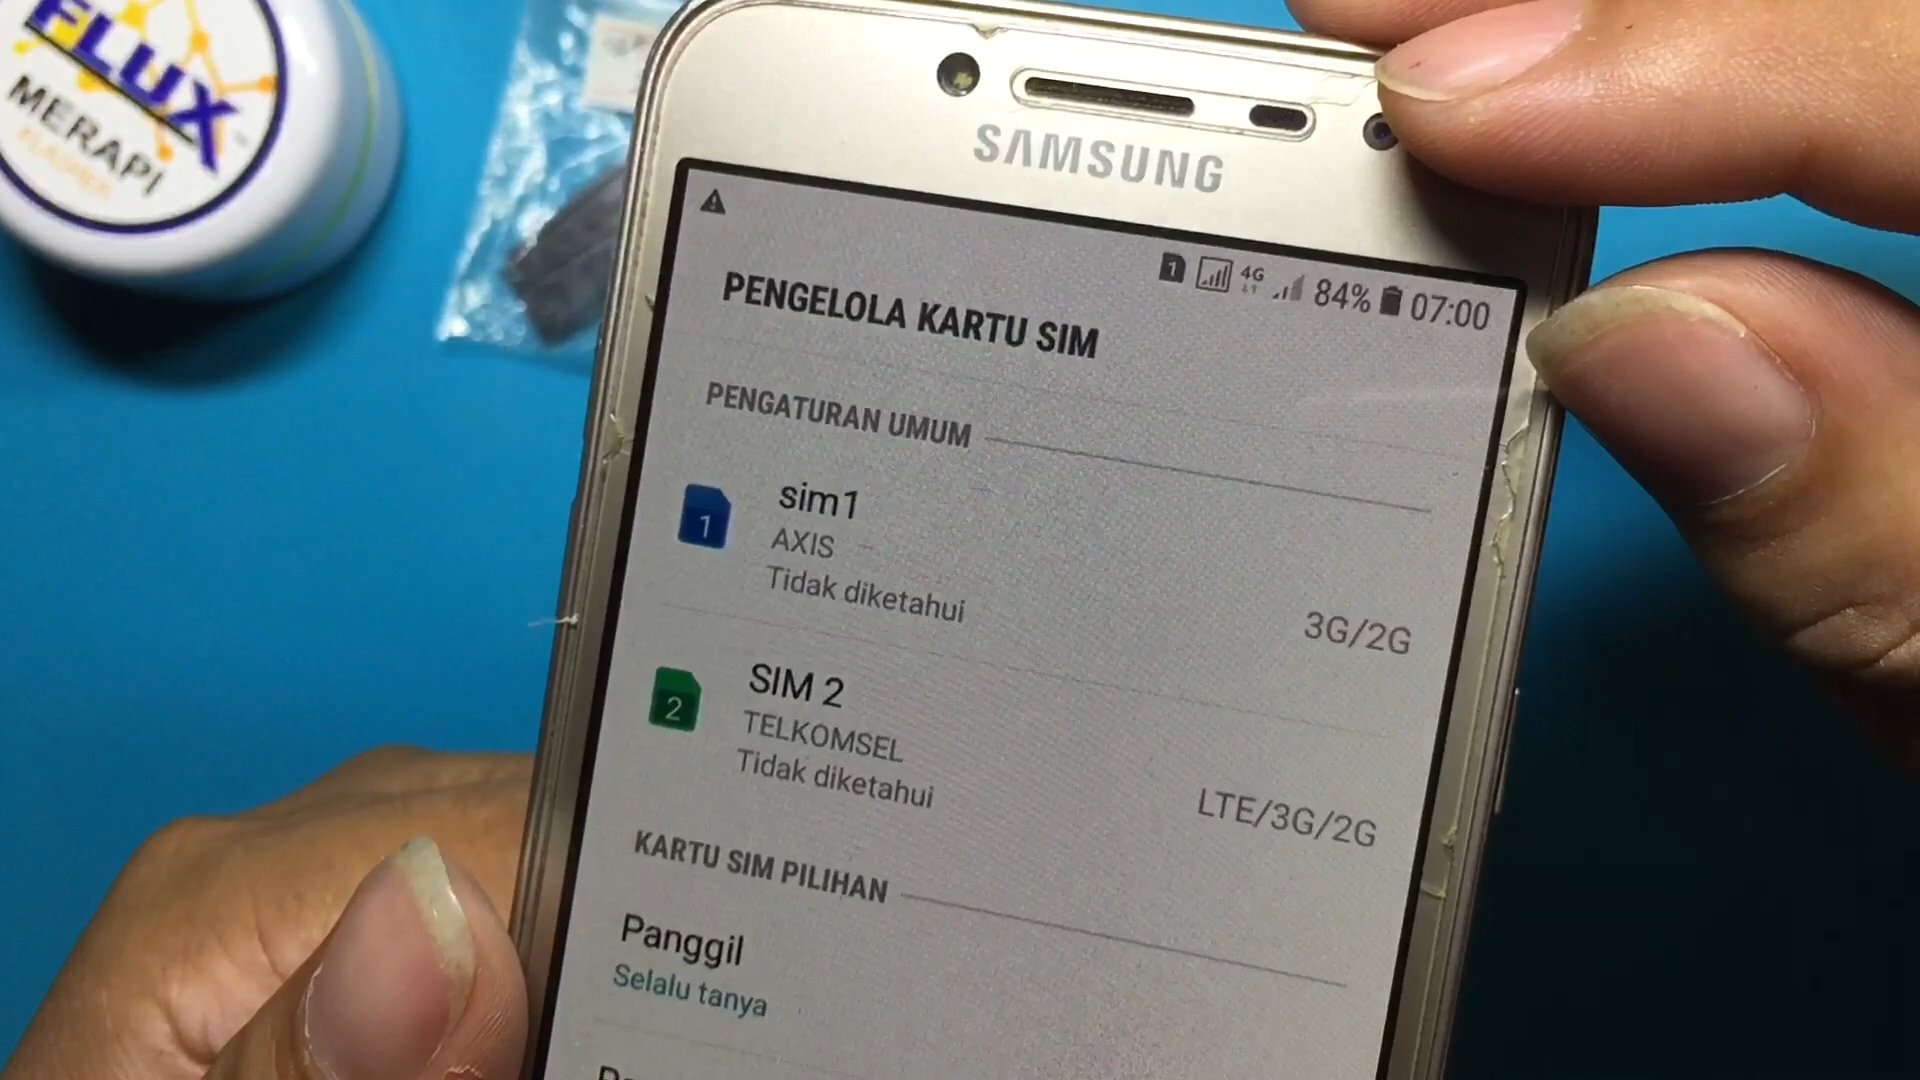 FLUX
MERAPI
SAMSUNG
1 4G 84% 07:00
PENGELOLA KARTU SIM
PENGATURAN UMUM
1 sim1
AXIS
Tidak diketahui
3G/2G
2 SIM 2
TELKOMSEL
Tidak diketahui
LTE/3G/2G
KARTU SIM PILIHAN
Panggil
Selalu tanya